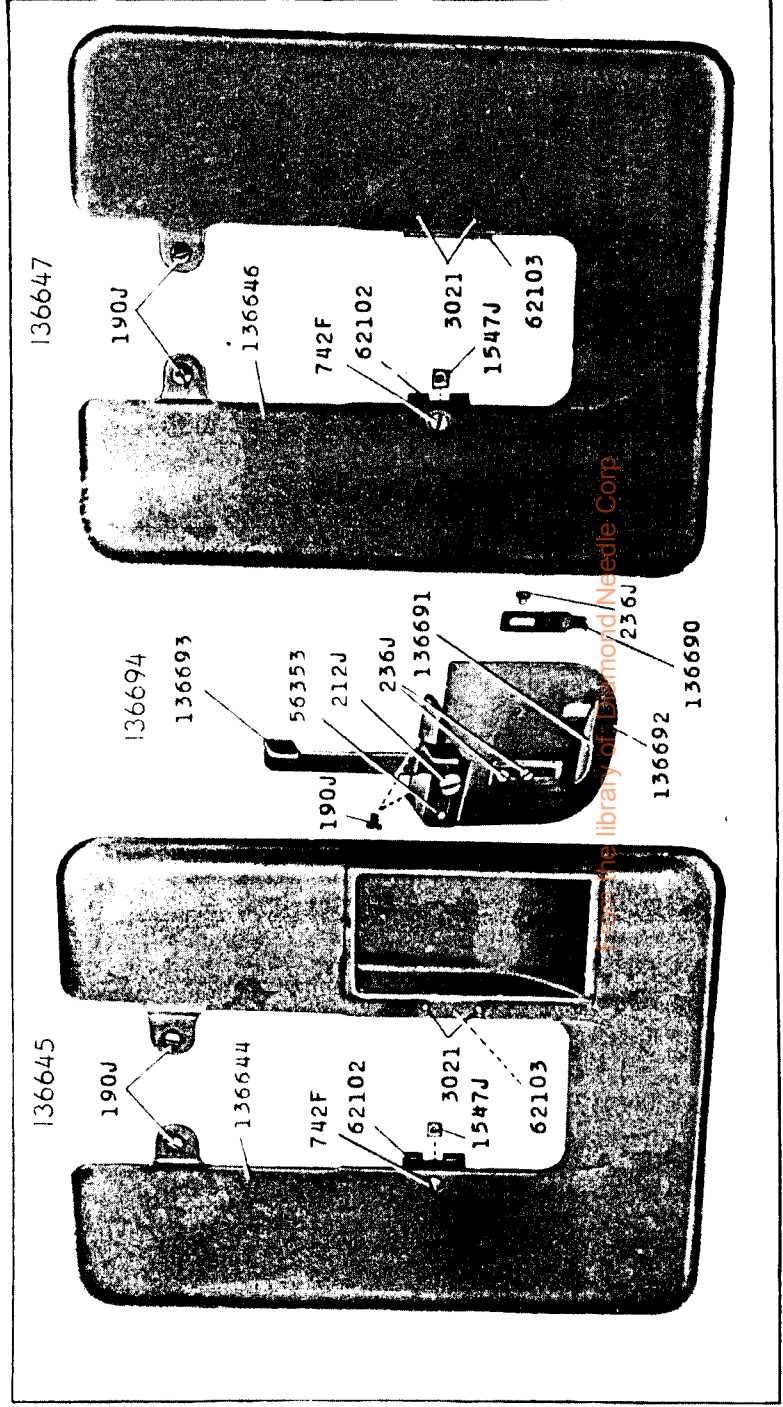 136645
190J
136644
742F
62102
3021
1547J
62103
136694
136693
56353
212J
236J
136691
190J
136692
136690
236J
136647
190J
136646
742F
62102
3021
1547J
62103
From the library of: Diamond Needle Corp